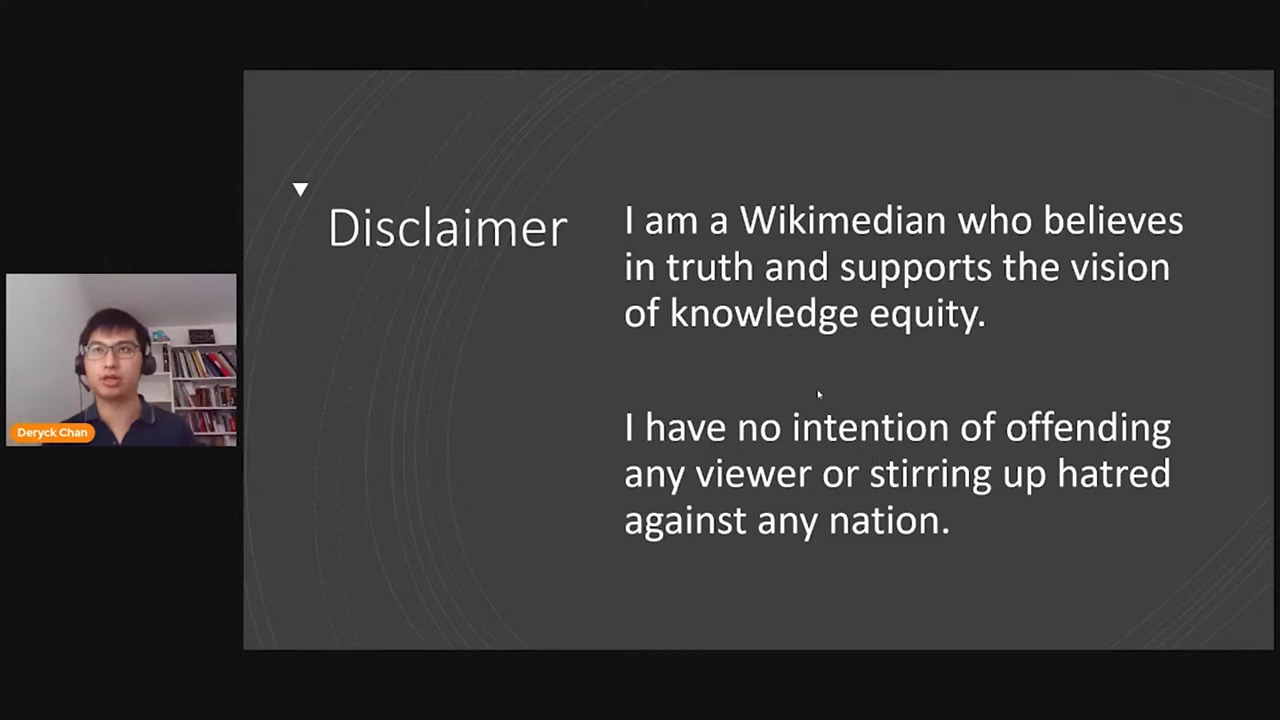 Disclaimer
I am a Wikimedian who believes
in truth and supports the vision
of knowledge equity.
I have no intention of offending
any viewer or stirring up hatred
against any nation.
Deryck Chan